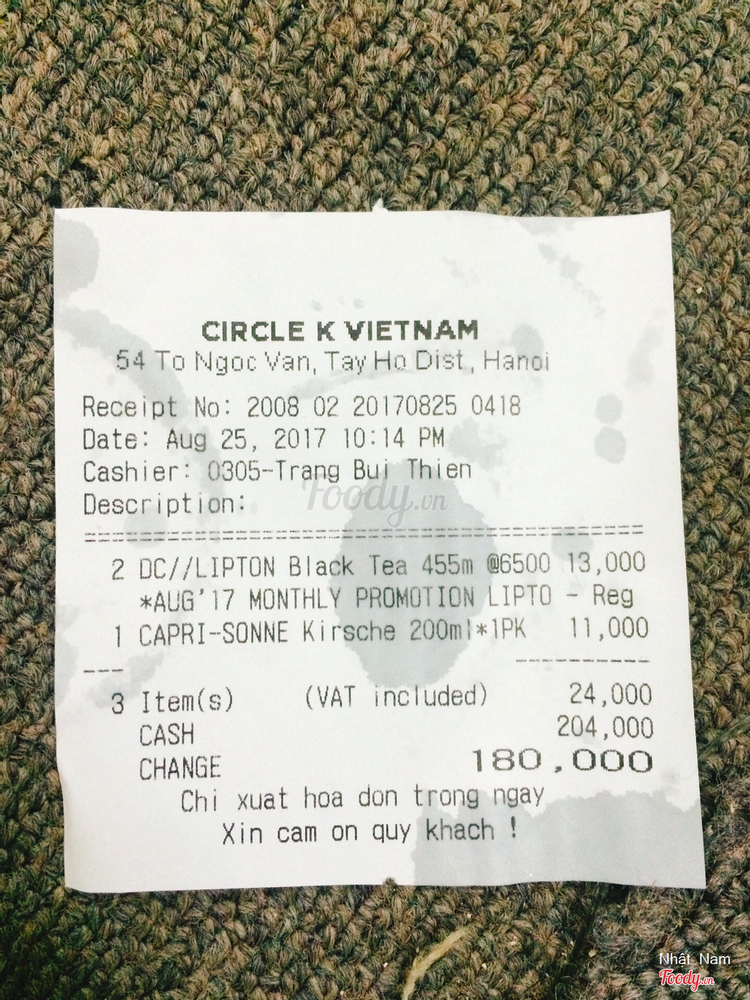 CIRCLE K VIETNAM
54 To Ngoc Van, Tay Ho Dist, Hanoi
Receipt No: 2008 02 20170825 0418
Date: Aug 25, 2017 10:14 PM
Cashier: 0305-Trang Bui Thien
Description:
Foody.vn
2 DC//LIPTON Black Tea 455m @6500 13,000
*AUG'17 MONTHLY PROMOTION LIPTO - Reg
1 CAPRI-SONNE Kirsche 200ml*1PK 11,000
3 Item(s) (VAT included) 24,000
CASH 204,000
CHANGE 180,000
Chi xuat hoa don trong ngay
Xin cam on quy khach !
Nhất Nam
Foody.vn